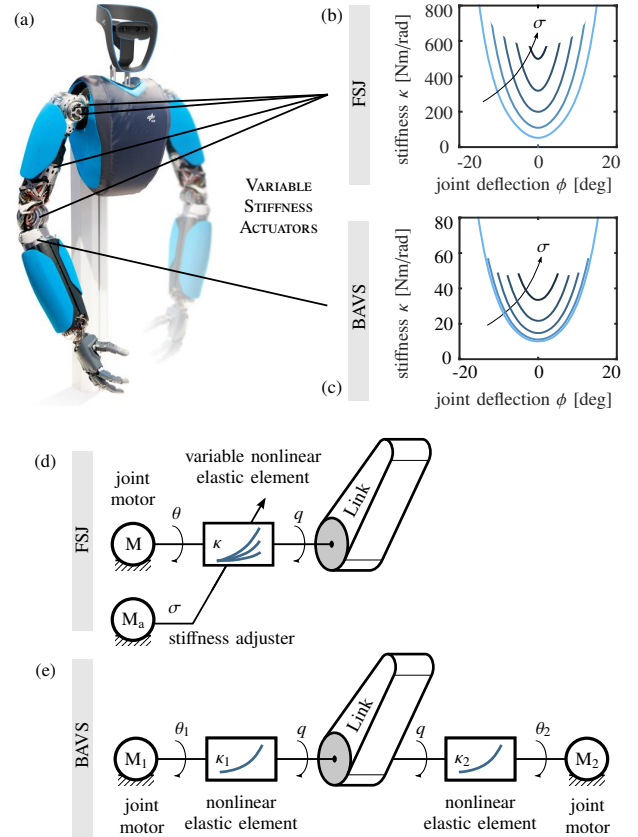 (a)
VARIABLE
STIFFNESS
ACTUATORS
(b)
FSJ
stiffness κ [Nm/rad]
800
600
400
200
0
σ
-20
0
20
joint deflection ϕ [deg]
(c)
BAVS
stiffness κ [Nm/rad]
80
60
40
20
0
σ
-20
0
20
joint deflection ϕ [deg]
(d)
FSJ
variable nonlinear
elastic element
joint
motor
M
θ
κ
q
Link
Ma
σ
stiffness adjuster
(e)
BAVS
M1
θ1
κ1
q
Link
q
κ2
θ2
M2
joint
motor
nonlinear
elastic element
nonlinear
elastic element
joint
motor